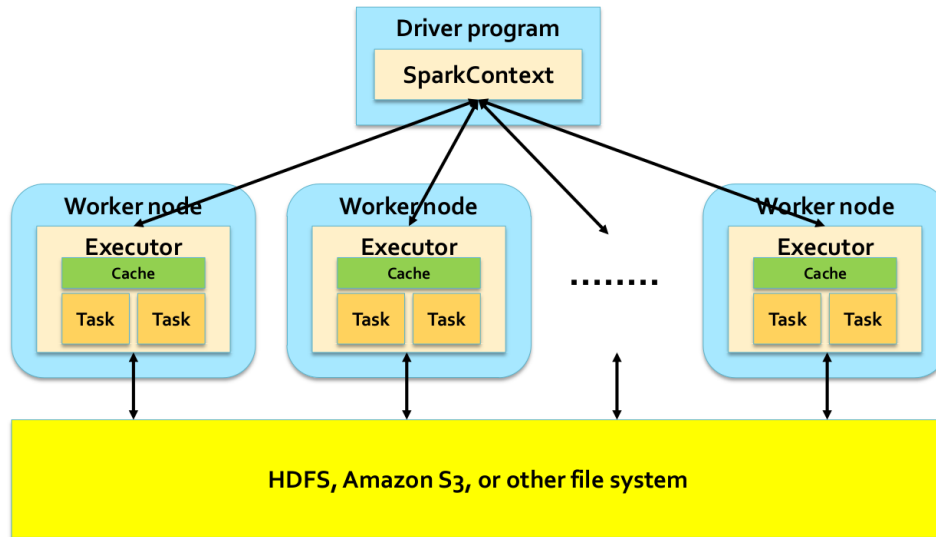 Driver program
SparkContext
Worker node
Worker node
Worker node
Executor
Executor
Executor
Cache
Cache
Cache
Task
Task
Task
Task
Task
Task
........
HDFS, Amazon S3, or other file system